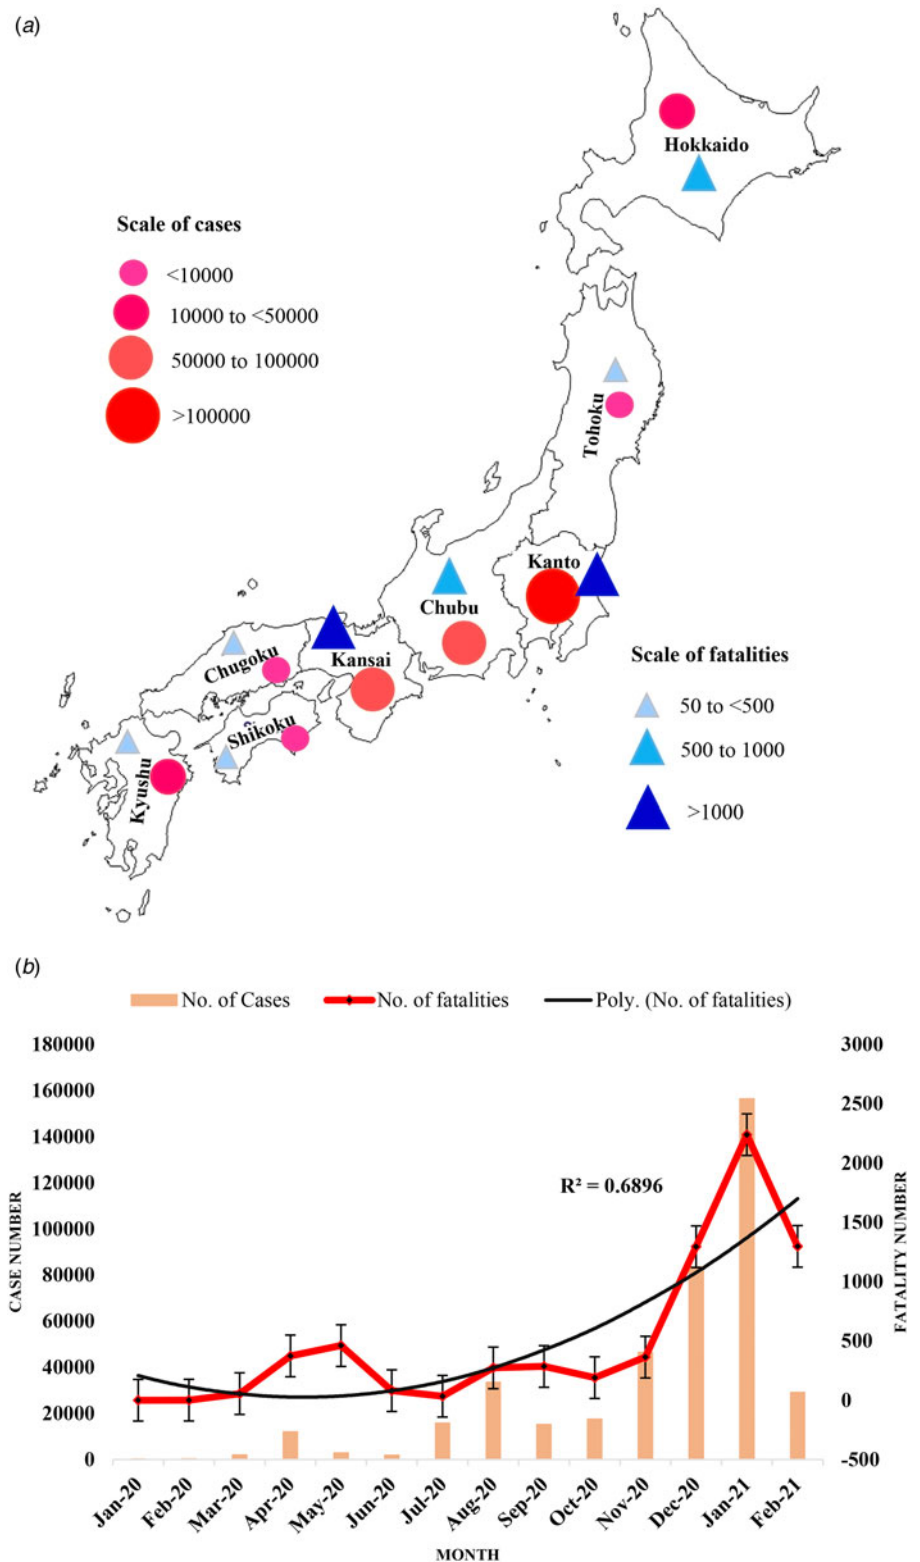 (a)
Hokkaido
Scale of cases
<10000
10000 to <50000
50000 to 100000
>100000
Tohoku
Kanto
Chubu
Kansai
Chugoku
Shikoku
Kyushu
Scale of fatalities
50 to <500
500 to 1000
>1000
(b)
No. of Cases No. of fatalities Poly. (No. of fatalities)
180000
160000
140000
120000
100000
80000
60000
40000
20000
0
CASE NUMBER
R² = 0.6896
3000
2500
2000
1500
1000
500
0
-500
FATALITY NUMBER
Jan-20
Feb-20
Mar-20
Apr-20
May-20
Jun-20
Jul-20
Aug-20
Sep-20
Oct-20
Nov-20
Dec-20
Jan-21
Feb-21
MONTH